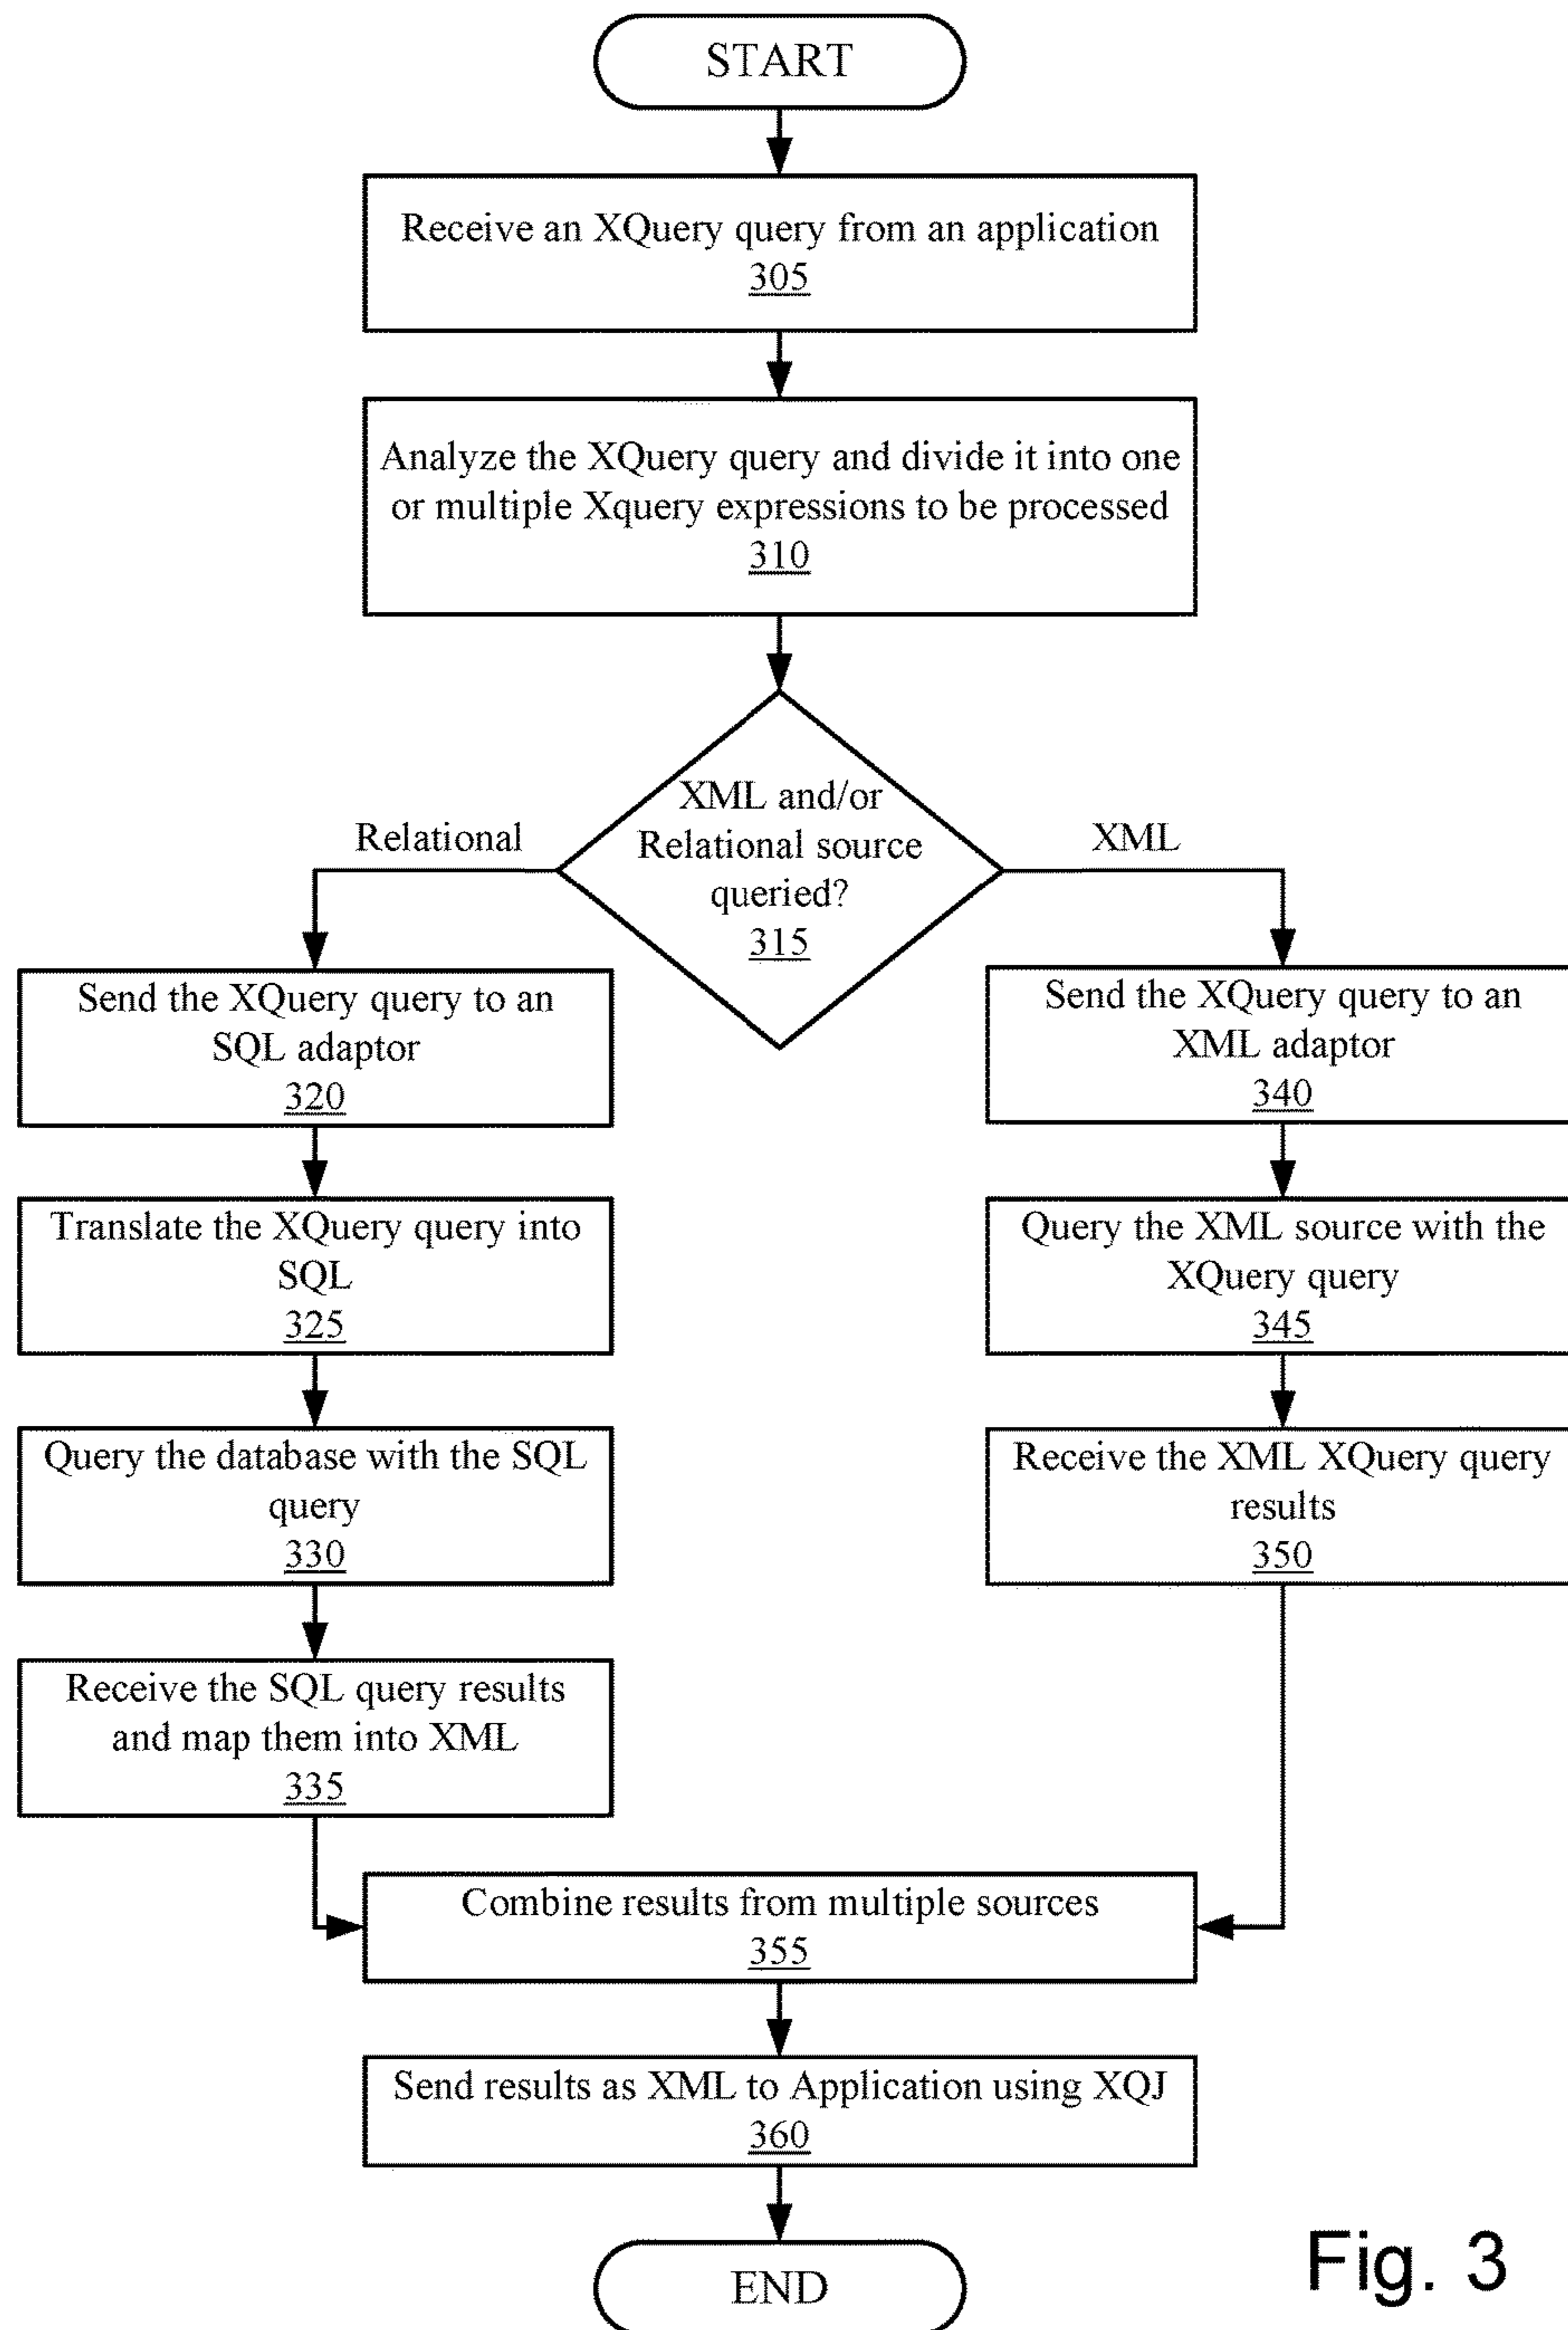 START
Receive an XQuery query from an application
305
Analyze the XQuery query and divide it into one
or multiple Xquery expressions to be processed
310
XML and/or
Relational source
queried?
315
Relational
XML
Send the XQuery query to an
SQL adaptor
320
Translate the XQuery query into
SQL
325
Query the database with the SQL
query
330
Receive the SQL query results
and map them into XML
335
Send the XQuery query to an
XML adaptor
340
Query the XML source with the
XQuery query
345
Receive the XML XQuery query
results
350
Combine results from multiple sources
355
Send results as XML to Application using XQJ
360
END
Fig. 3